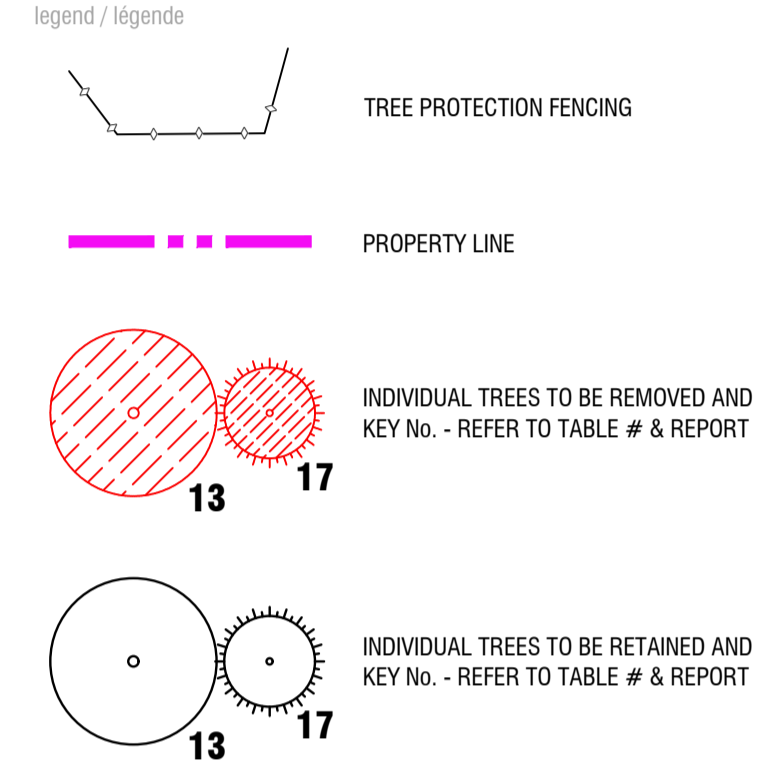 legend / légende
TREE PROTECTION FENCING
PROPERTY LINE
INDIVIDUAL TREES TO BE REMOVED AND
KEY No. - REFER TO TABLE # & REPORT
13
17
INDIVIDUAL TREES TO BE RETAINED AND
KEY No. - REFER TO TABLE # & REPORT
13
17